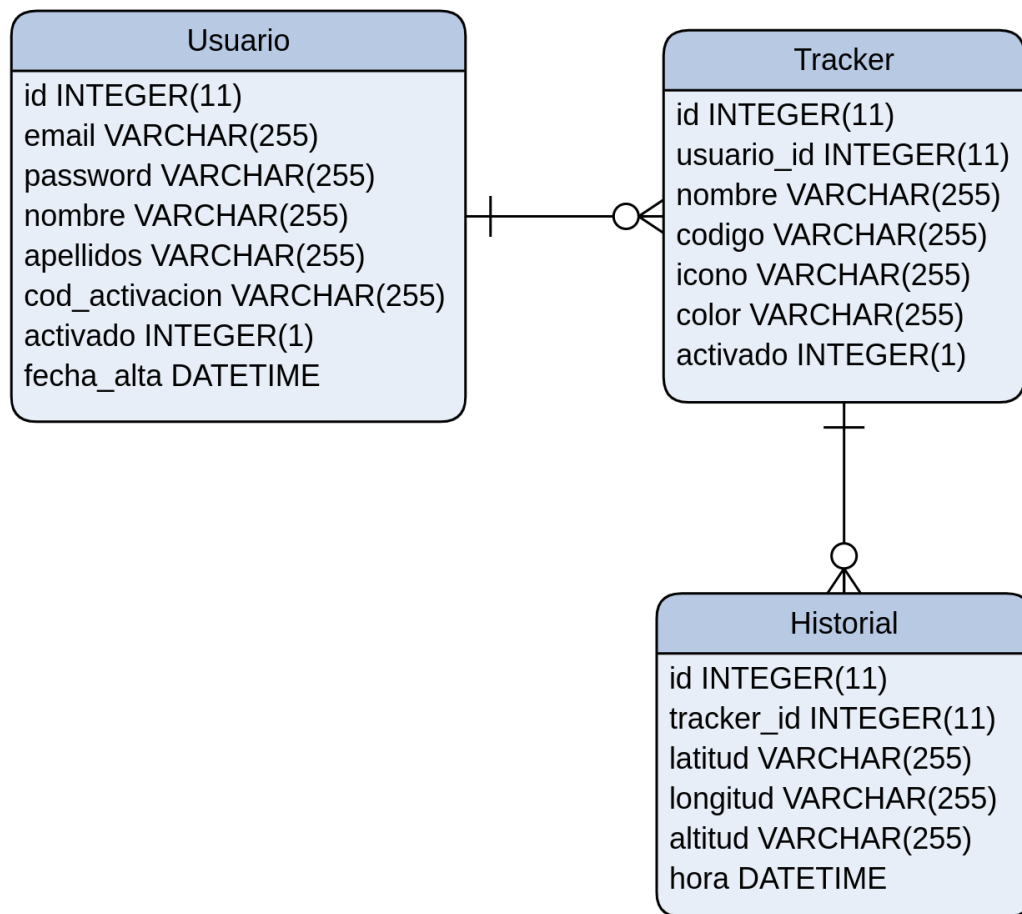 Usuario
id INTEGER(11)
email VARCHAR(255)
password VARCHAR(255)
nombre VARCHAR(255)
apellidos VARCHAR(255)
cod_activacion VARCHAR(255)
activado INTEGER(1)
fecha_alta DATETIME
Tracker
id INTEGER(11)
usuario_id INTEGER(11)
nombre VARCHAR(255)
codigo VARCHAR(255)
icono VARCHAR(255)
color VARCHAR(255)
activado INTEGER(1)
Historial
id INTEGER(11)
tracker_id INTEGER(11)
latitud VARCHAR(255)
longitud VARCHAR(255)
altitud VARCHAR(255)
hora DATETIME